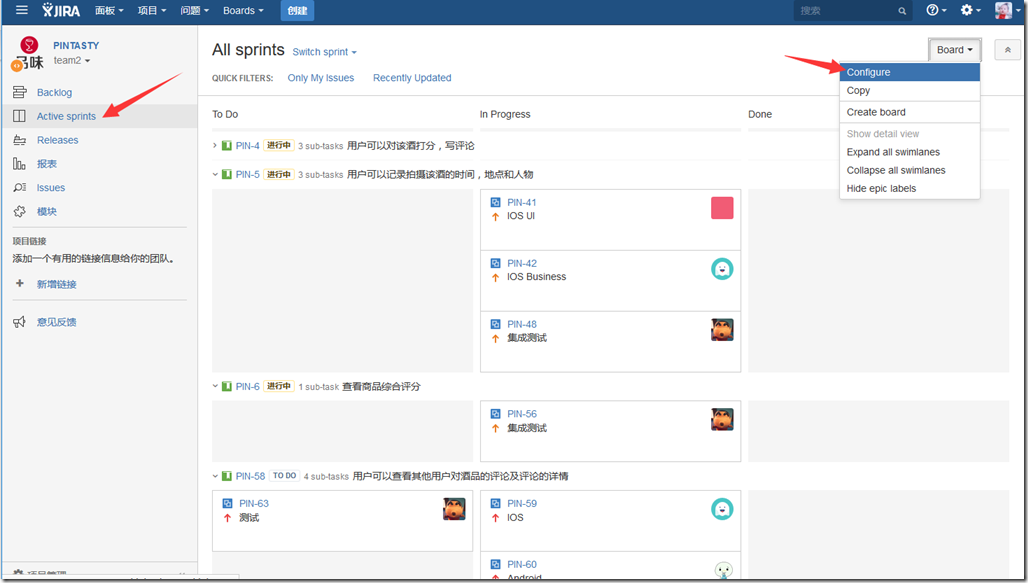 JIRA 面板 项目 问题 Boards 创建 搜索
PINTASTY
味 team2
Backlog
Active sprints
Releases
报表
Issues
模块
项目链接
添加一个有用的链接信息给你的团队。
新增链接
意见反馈
All sprints Switch sprint Board
QUICK FILTERS: Only My Issues Recently Updated
Configure
Copy
Create board
Show detail view
Expand all swimlanes
Collapse all swimlanes
Hide epic labels
To Do In Progress Done
PIN-4 进行中 3 sub-tasks 用户可以对该酒打分，写评论
PIN-5 进行中 3 sub-tasks 用户可以记录拍摄该酒的时间，地点和人物
PIN-41
IOS UI
PIN-42
IOS Business
PIN-48
集成测试
PIN-6 进行中 1 sub-task 查看商品综合评分
PIN-56
集成测试
PIN-58 TO DO 4 sub-tasks 用户可以查看其他用户对酒品的评论及评论的详情
PIN-63
测试
PIN-59
IOS
PIN-60
Android
项目管理